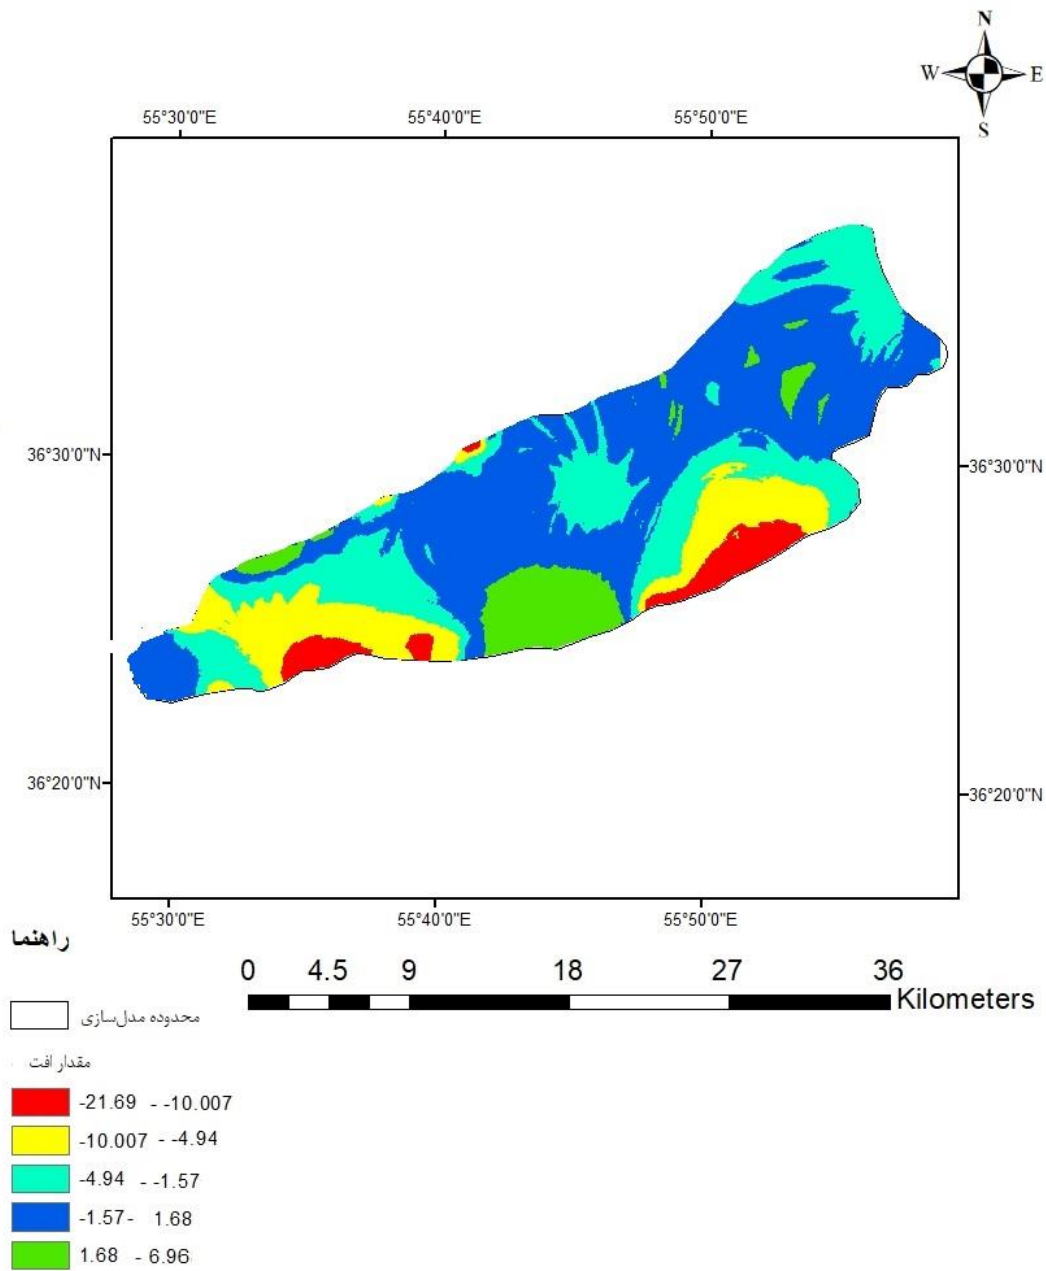 N
W E
S
55°30'0"E 55°40'0"E 55°50'0"E
36°30'0"N 36°30'0"N
36°20'0"N 36°20'0"N
55°30'0"E 55°40'0"E 55°50'0"E
راهنما
0 4.5 9 18 27 36
Kilometers
محدوده مدل‌سازی
مقدار افت
-21.69 - -10.007
-10.007 - -4.94
-4.94 - -1.57
-1.57 - 1.68
1.68 - 6.96